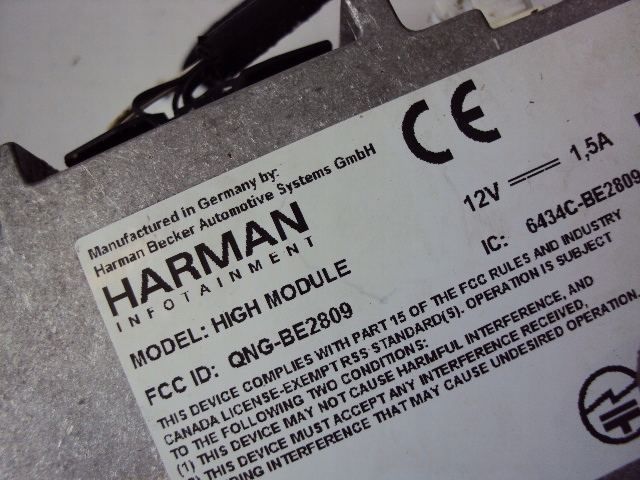 Manufactured in Germany by:
Harman Becker Automotive Systems GmbH
HARMAN
INFOTAINMENT
CE
12V 1,5A
MODEL: HIGH MODULE
IC: 6434C-BE2809
FCC ID: QNG-BE2809
THIS DEVICE COMPLIES WITH PART 15 OF THE FCC RULES AND INDUSTRY
CANADA LICENSE-EXEMPT RSS STANDARD(S). OPERATION IS SUBJECT
TO THE FOLLOWING TWO CONDITIONS:
(1) THIS DEVICE MAY NOT CAUSE HARMFUL INTERFERENCE, AND
THIS DEVICE MUST ACCEPT ANY INTERFERENCE RECEIVED,
INTERFERENCE THAT MAY CAUSE UNDESIRED OPERATION